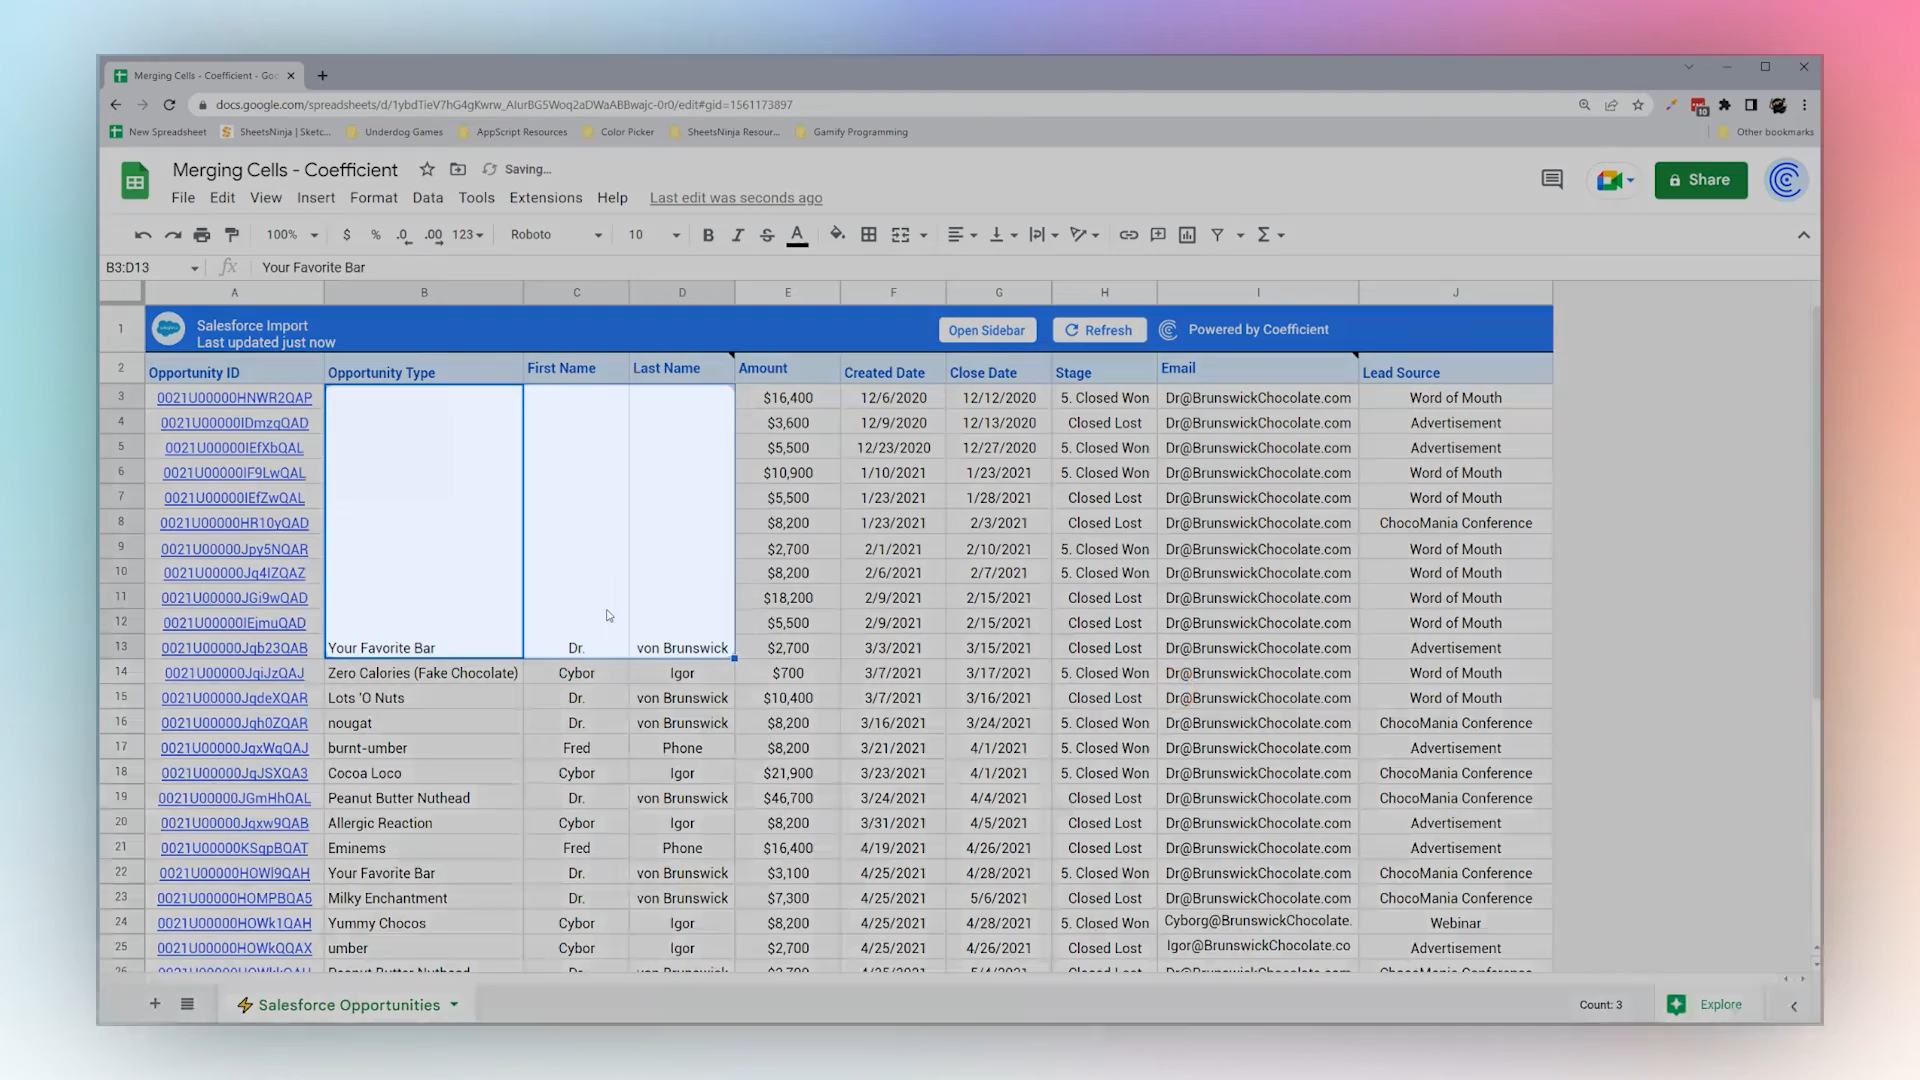 Merging Cells - Coefficient - Goo
docs.google.com/spreadsheets/d/1ybdTieV7hG4gKwrw_AIurBG5Woq2aDWaABBwajc-0r0/edit#gid=1561173897
New Spreadsheet SheetsNinja | Sketc... Underdog Games AppScript Resources Color Picker SheetsNinja Resour... Gamify Programming Other bookmarks
Merging Cells - Coefficient Saving... Share
File Edit View Insert Format Data Tools Extensions Help Last edit was seconds ago
100% $ % .0 .00 123 Roboto 10 B I S A
B3:D13 fx Your Favorite Bar
A B C D E F G H I J
1 Salesforce Import
Last updated just now
Open Sidebar Refresh Powered by Coefficient
2 Opportunity ID Opportunity Type First Name Last Name Amount Created Date Close Date Stage Email Lead Source
3 0021U00000HNWR2QAP $16,400 12/6/2020 12/12/2020 5. Closed Won Dr@BrunswickChocolate.com Word of Mouth
4 0021U00000IDmzqQAD $3,600 12/9/2020 12/13/2020 Closed Lost Dr@BrunswickChocolate.com Advertisement
5 0021U00000IEfXbQAL $5,500 12/23/2020 12/27/2020 5. Closed Won Dr@BrunswickChocolate.com Advertisement
6 0021U00000IF9LwQAL $10,900 1/10/2021 1/23/2021 5. Closed Won Dr@BrunswickChocolate.com Word of Mouth
7 0021U00000IEfZwQAL $5,500 1/23/2021 1/28/2021 Closed Lost Dr@BrunswickChocolate.com Word of Mouth
8 0021U00000HR10yQAD $8,200 1/23/2021 2/3/2021 Closed Lost Dr@BrunswickChocolate.com ChocoMania Conference
9 0021U00000Jpy5NQAR $2,700 2/1/2021 2/10/2021 5. Closed Won Dr@BrunswickChocolate.com Word of Mouth
10 0021U00000Jq4IZQAZ $8,200 2/6/2021 2/7/2021 5. Closed Won Dr@BrunswickChocolate.com Word of Mouth
11 0021U00000JGi9wQAD $18,200 2/9/2021 2/15/2021 Closed Lost Dr@BrunswickChocolate.com Word of Mouth
12 0021U00000IEjmuQAD $5,500 2/9/2021 2/15/2021 Closed Lost Dr@BrunswickChocolate.com Word of Mouth
13 0021U00000Jqb23QAB Your Favorite Bar Dr. von Brunswick $2,700 3/3/2021 3/15/2021 Closed Lost Dr@BrunswickChocolate.com Advertisement
14 0021U00000JqiJzQAJ Zero Calories (Fake Chocolate) Cybor Igor $700 3/7/2021 3/17/2021 5. Closed Won Dr@BrunswickChocolate.com Word of Mouth
15 0021U00000JqdeXQAR Lots 'O Nuts Dr. von Brunswick $10,400 3/7/2021 3/16/2021 Closed Lost Dr@BrunswickChocolate.com Word of Mouth
16 0021U00000Jqh0ZQAR nougat Dr. von Brunswick $8,200 3/16/2021 3/24/2021 5. Closed Won Dr@BrunswickChocolate.com ChocoMania Conference
17 0021U00000JqxWqQAJ burnt-umber Fred Phone $8,200 3/21/2021 4/1/2021 5. Closed Won Dr@BrunswickChocolate.com Advertisement
18 0021U00000JqJSXQA3 Cocoa Loco Cybor Igor $21,900 3/23/2021 4/1/2021 5. Closed Won Dr@BrunswickChocolate.com ChocoMania Conference
19 0021U00000JGmHhQAL Peanut Butter Nuthead Dr. von Brunswick $46,700 3/24/2021 4/4/2021 Closed Lost Dr@BrunswickChocolate.com ChocoMania Conference
20 0021U00000Jqxw9QAB Allergic Reaction Cybor Igor $8,200 3/31/2021 4/5/2021 Closed Lost Dr@BrunswickChocolate.com Advertisement
21 0021U00000KSqpBQAT Eminems Fred Phone $16,400 4/19/2021 4/26/2021 Closed Lost Dr@BrunswickChocolate.com Advertisement
22 0021U00000HOWl9QAH Your Favorite Bar Dr. von Brunswick $3,100 4/25/2021 4/28/2021 5. Closed Won Dr@BrunswickChocolate.com ChocoMania Conference
23 0021U00000HOMPBQA5 Milky Enchantment Dr. von Brunswick $7,300 4/25/2021 5/6/2021 Closed Lost Dr@BrunswickChocolate.com ChocoMania Conference
24 0021U00000HOWk1QAH Yummy Chocos Cybor Igor $8,200 4/25/2021 4/28/2021 5. Closed Won Cyborg@BrunswickChocolate. Webinar
25 0021U00000HOWkQQAX umber Cybor Igor $2,700 4/25/2021 4/26/2021 Closed Lost Igor@BrunswickChocolate.co Advertisement
Salesforce Opportunities Count: 3 Explore